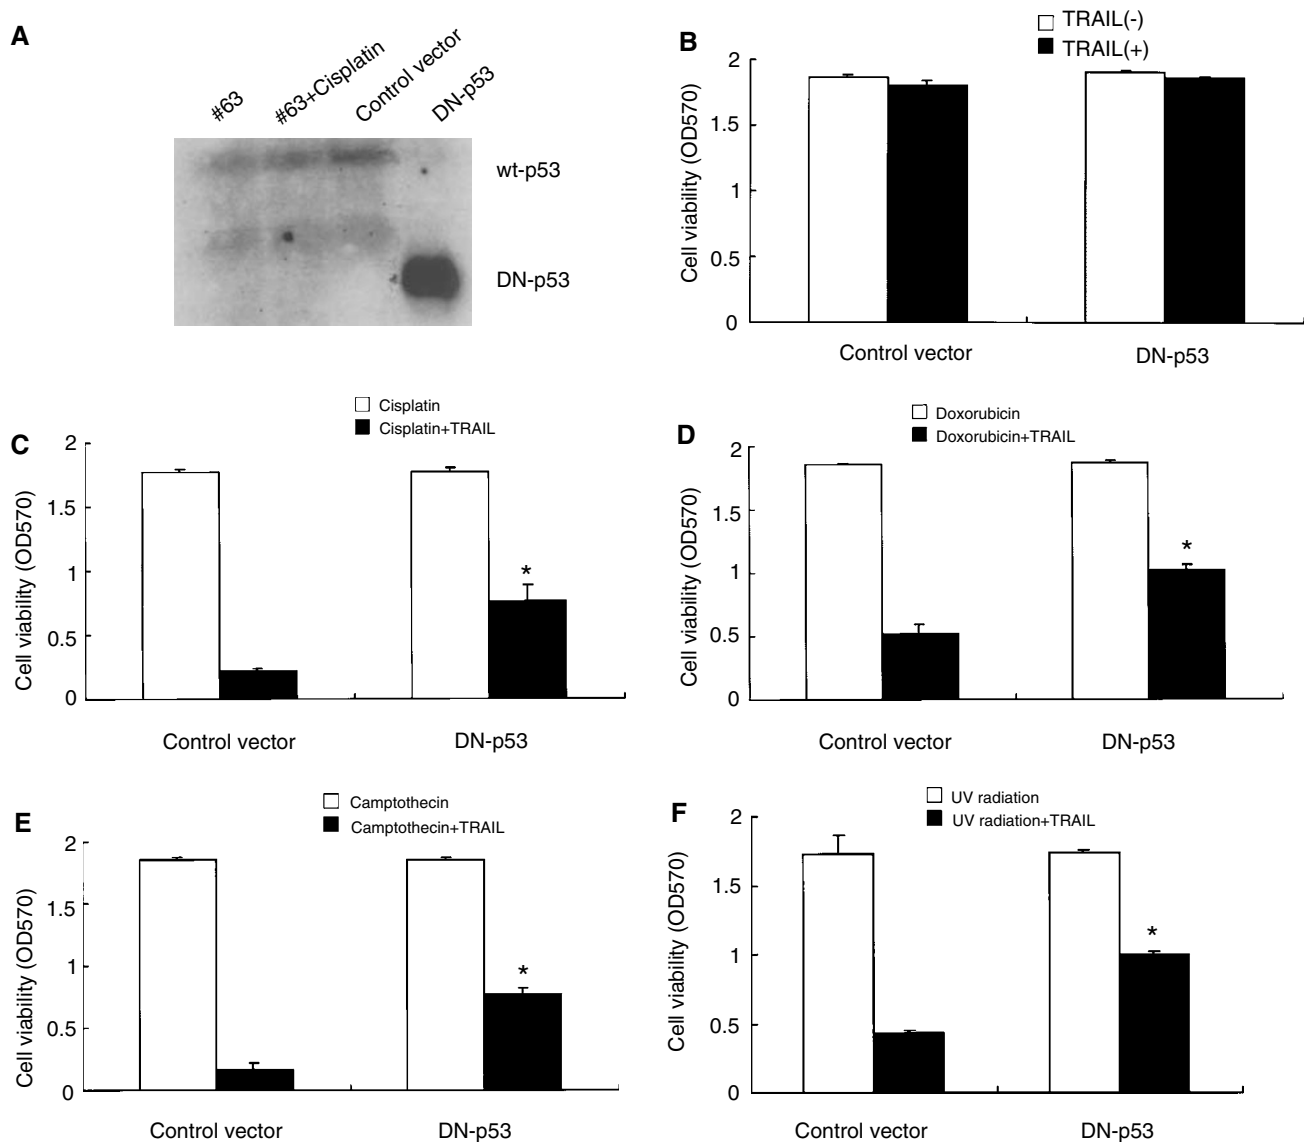 A
#63
#63+Cisplatin
Control vector
DN-p53
wt-p53
DN-p53
B
TRAIL(-)
TRAIL(+)
Cell viability (OD570)
2
1.5
1
0.5
0
Control vector
DN-p53
C
Cisplatin
Cisplatin+TRAIL
Cell viability (OD570)
2
1.5
1
0.5
0
*
Control vector
DN-p53
D
Doxorubicin
Doxorubicin+TRAIL
Cell viability (OD570)
2
1.5
1
0.5
0
*
Control vector
DN-p53
E
Camptothecin
Camptothecin+TRAIL
Cell viability (OD570)
2
1.5
1
0.5
0
*
Control vector
DN-p53
F
UV radiation
UV radiation+TRAIL
Cell viability (OD570)
2
1.5
1
0.5
0
*
Control vector
DN-p53